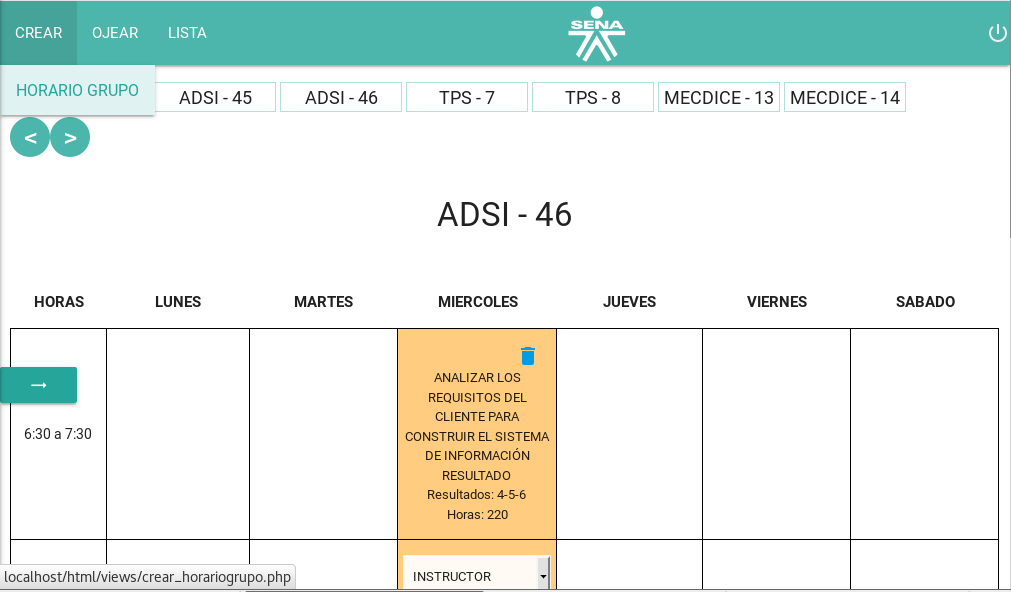 CREAR OJEAR LISTA SENA
HORARIO GRUPO
ADSI - 45 ADSI - 46 TPS - 7 TPS - 8 MECDICE - 13 MECDICE - 14
< >
ADSI - 46
HORAS LUNES MARTES MIERCOLES JUEVES VIERNES SABADO
→
6:30 a 7:30
ANALIZAR LOS
REQUISITOS DEL
CLIENTE PARA
CONSTRUIR EL SISTEMA
DE INFORMACIÓN
RESULTADO
Resultados: 4-5-6
Horas: 220
INSTRUCTOR
localhost/html/views/crear_horariogrupo.php